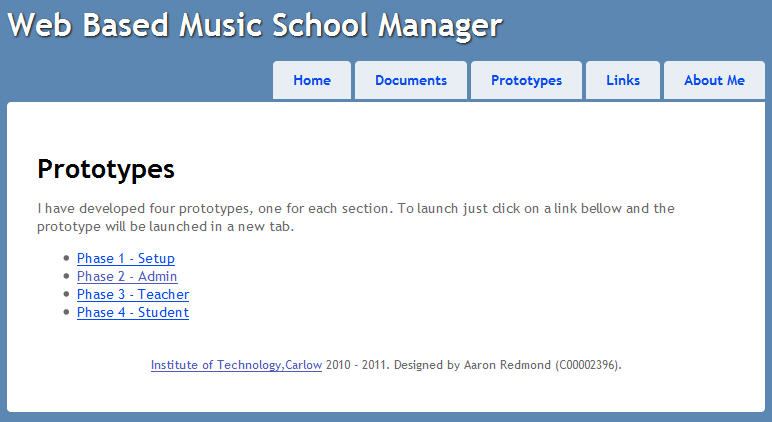 Web Based Music School Manager
Home Documents Prototypes Links About Me
Prototypes
I have developed four prototypes, one for each section. To launch just click on a link bellow and the
prototype will be launched in a new tab.
Phase 1 - Setup
Phase 2 - Admin
Phase 3 - Teacher
Phase 4 - Student
Institute of Technology,Carlow 2010 - 2011. Designed by Aaron Redmond (C00002396).